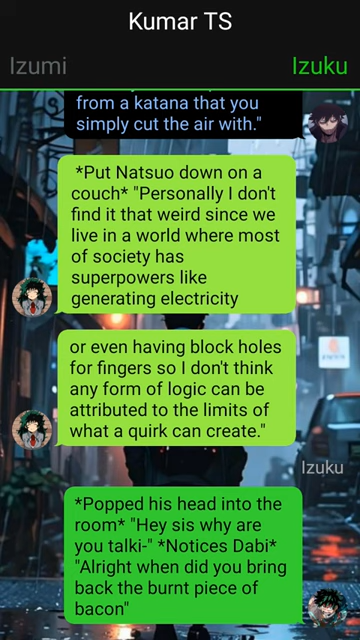 Kumar TS
Izumi
Izuku
from a katana that you
simply cut the air with."
*Put Natsuo down on a
couch* "Personally I don't
find it that weird since we
live in a world where most
of society has
superpowers like
generating electricity
or even having block holes
for fingers so I don't think
any form of logic can be
attributed to the limits of
what a quirk can create."
Izuku
*Popped his head into the
room* "Hey sis why are
you talki-" *Notices Dabi*
"Alright when did you bring
back the burnt piece of
bacon"